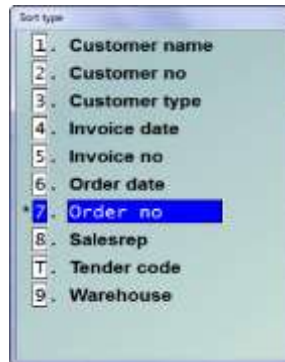 Sort type
1. Customer name
2. Customer no
3. Customer type
4. Invoice date
5. Invoice no
6. Order date
*7. Order no
8. Salesrep
T. Tender code
9. Warehouse